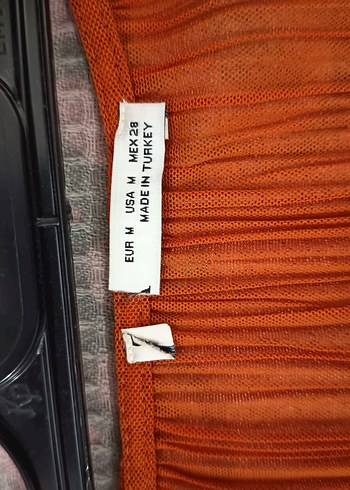 EUR M   USA M   MEX 28
MADE IN TURKEY